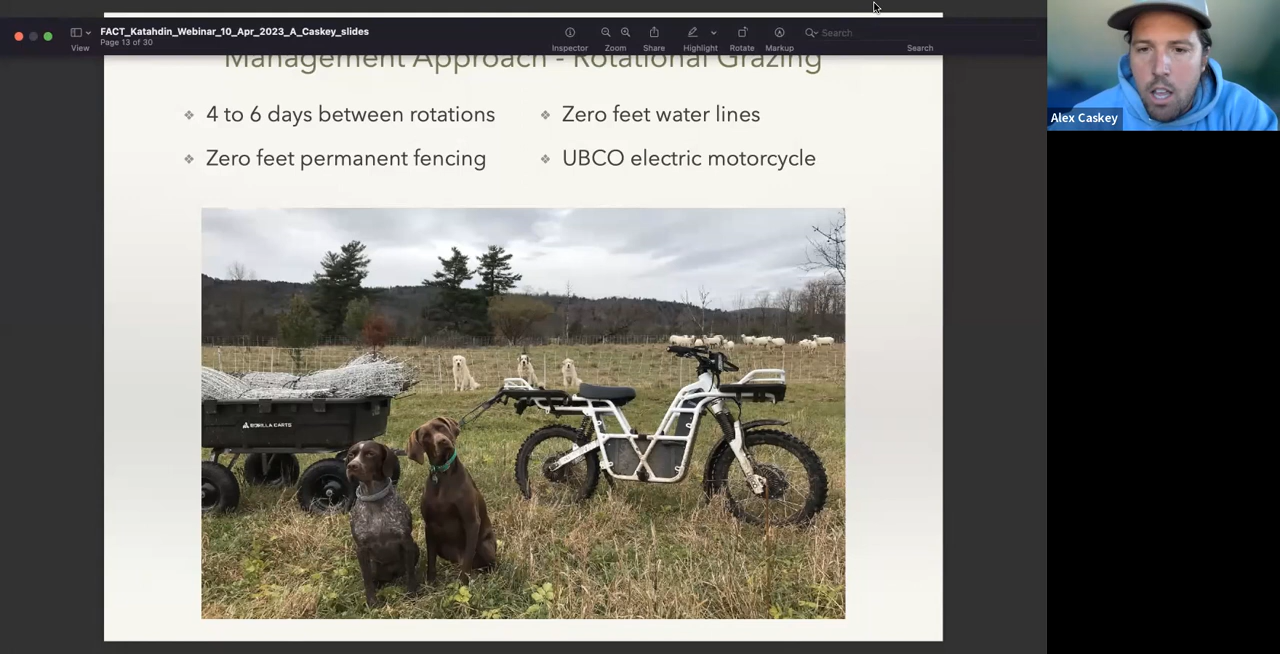 FACT_Katahdin_Webinar_10_Apr_2023_A_Caskey_slides
Page 13 of 30
View
Inspector
Zoom
Share
Highlight
Rotate
Markup
Search
Search
Management Approach - Rotational Grazing
4 to 6 days between rotations
Zero feet permanent fencing
Zero feet water lines
UBCO electric motorcycle
GORILLA CARTS
Alex Caskey